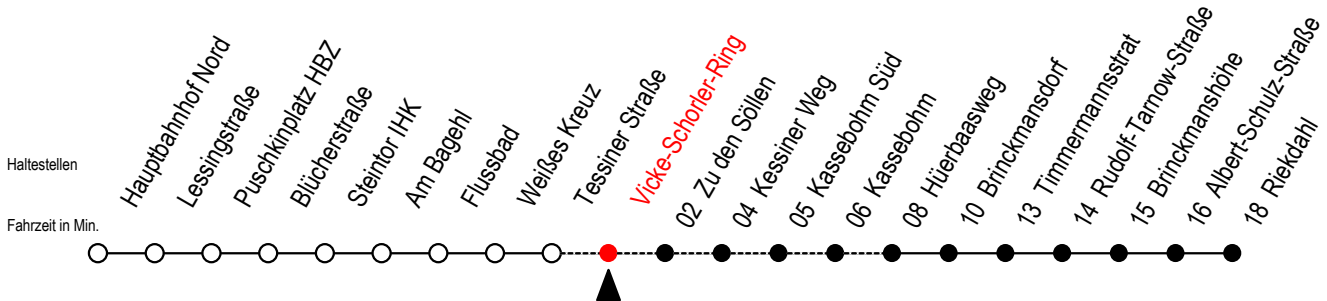 Haltestellen
Hauptbahnhof Nord
Lessingstraße
Puschkinplatz HBZ
Blücherstraße
Steintor IHK
Am Bagehl
Flussbad
Weißes Kreuz
Tessiner Straße
Vicke-Schorler-Ring
02 Zu den Söllen
04 Kessiner Weg
05 Kassebohm Süd
06 Kassebohm
08 Hüerbaasweg
10 Brinckmansdorf
13 Timmermannsstrat
14 Rudolf-Tarnow-Straße
15 Brinckmanshöhe
16 Albert-Schulz-Straße
18 Riekdahl
Fahrzeit in Min.